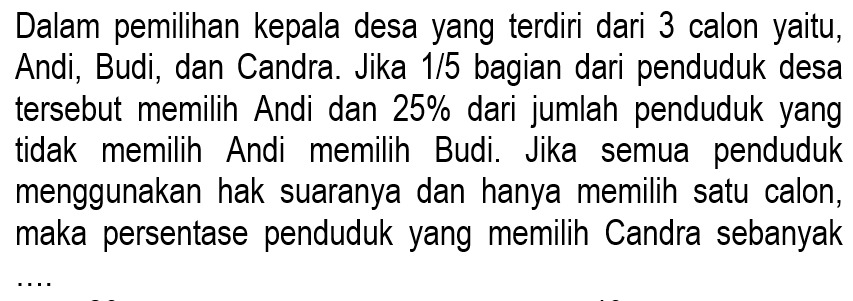 Dalam pemilihan kepala desa yang terdiri dari 3 calon yaitu,
Andi, Budi, dan Candra. Jika 1/5 bagian dari penduduk desa
tersebut memilih Andi dan 25% dari jumlah penduduk yang
tidak memilih Andi memilih Budi. Jika semua penduduk
menggunakan hak suaranya dan hanya memilih satu calon,
maka persentase penduduk yang memilih Candra sebanyak
....